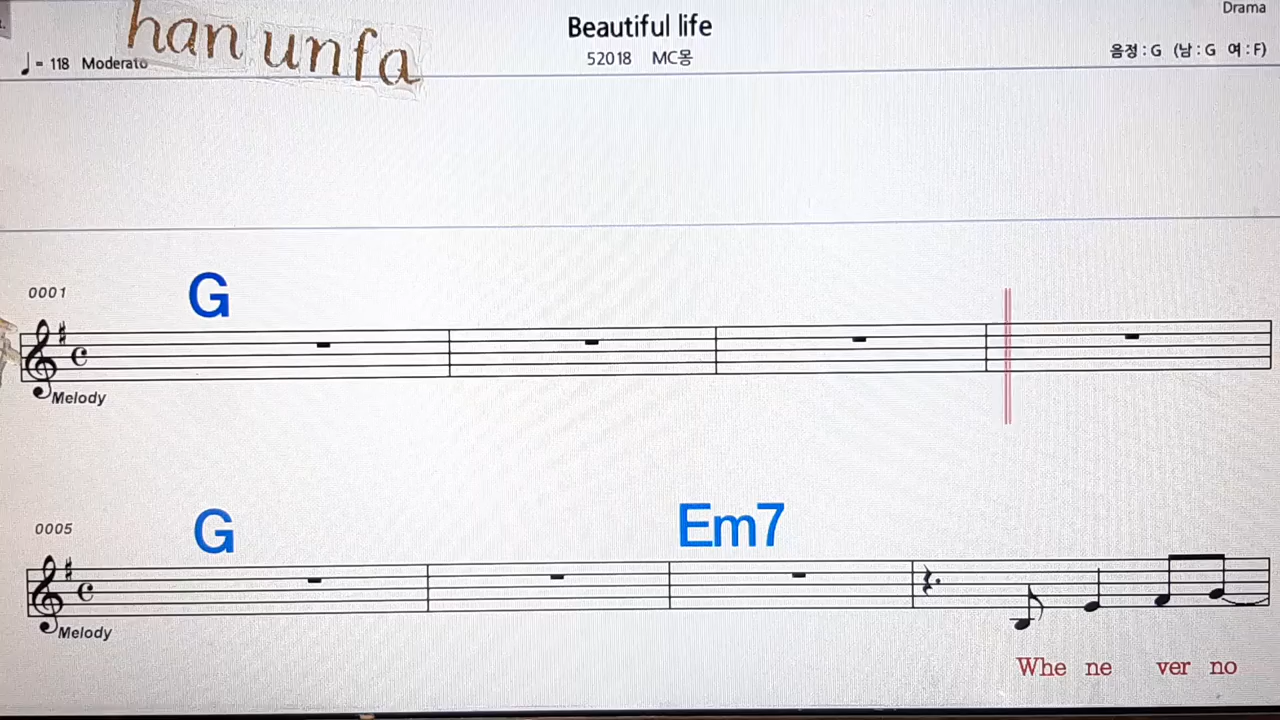 Drama
han unfa
Beautiful life
♩ = 118 Moderato
52018 MC몽
음정 : G (남 : G 여 : F)
0001
G
Melody
0005
G Em7
Melody
Whe ne ver no